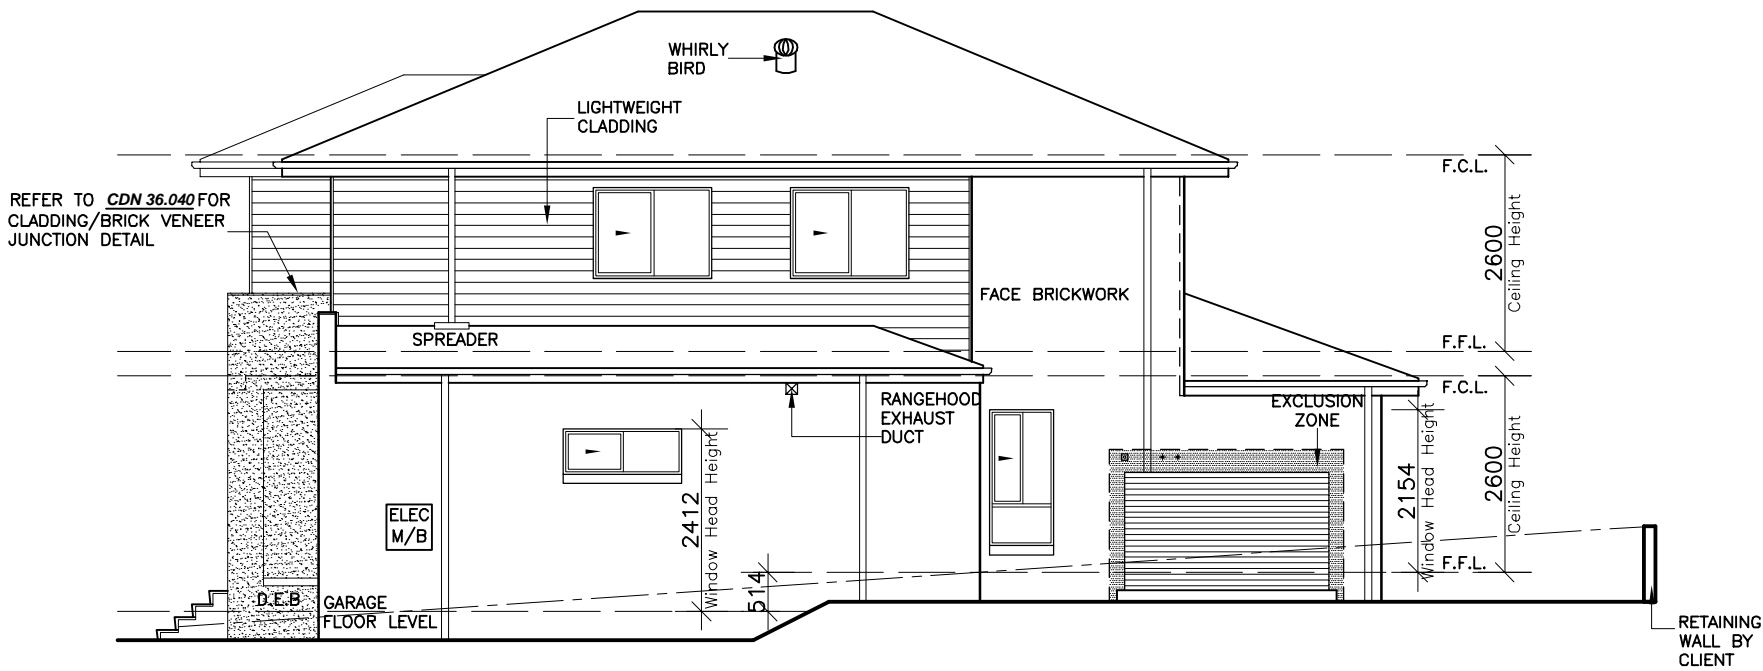 WHIRLY
BIRD
LIGHTWEIGHT
CLADDING
F.C.L.
REFER TO CDN 36.040 FOR
CLADDING/BRICK VENEER
JUNCTION DETAIL
2600
Ceiling Height
FACE BRICKWORK
SPREADER
F.F.L.
F.C.L.
RANGEHOOD
EXHAUST
DUCT
EXCLUSION
ZONE
2412
Window Head Height
2154
Window Head Height
2600
Ceiling Height
ELEC
M/B
F.F.L.
514
D.E.B
GARAGE
FLOOR LEVEL
RETAINING
WALL BY
CLIENT